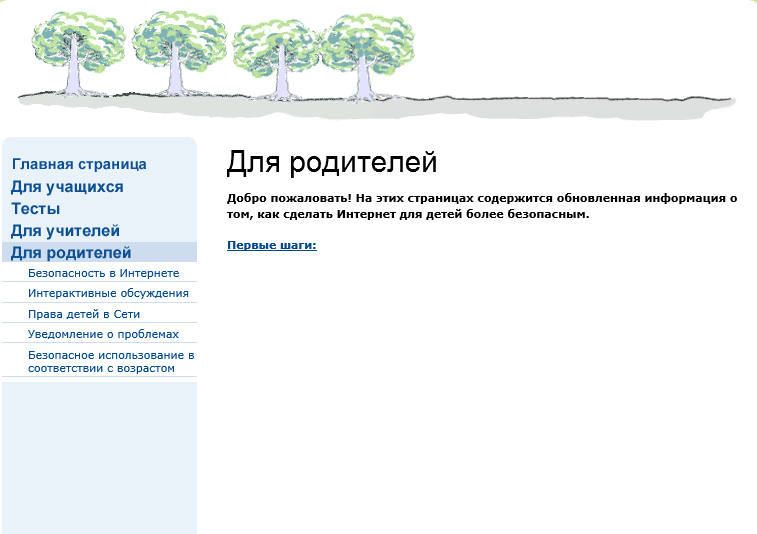 Главная страница
Для учащихся
Тесты
Для учителей
Для родителей
Безопасность в Интернете
Интерактивные обсуждения
Права детей в Сети
Уведомление о проблемах
Безопасное использование в
соответствии с возрастом
Для родителей
Добро пожаловать! На этих страницах содержится обновленная информация о
том, как сделать Интернет для детей более безопасным.
Первые шаги: